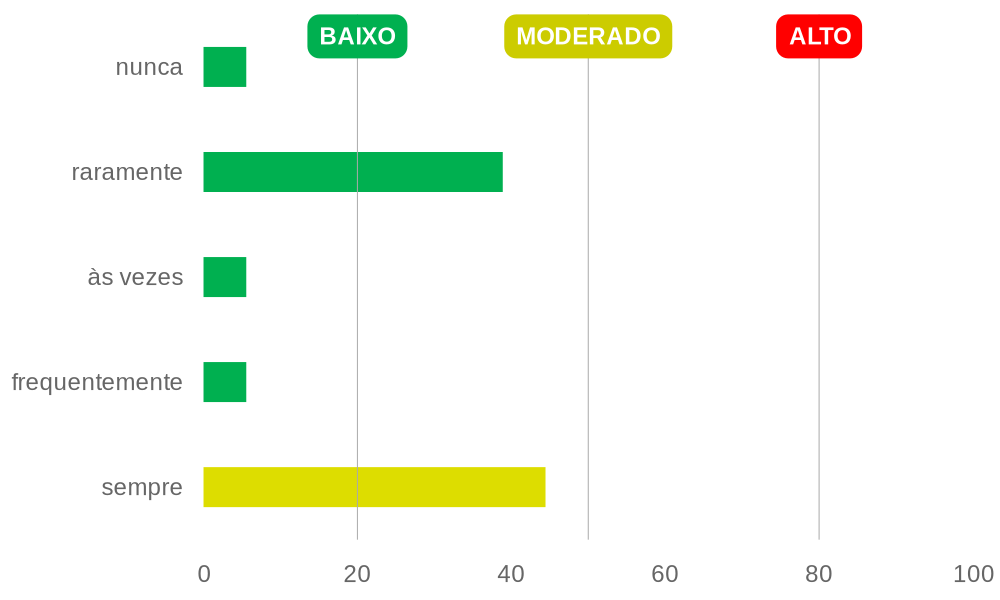 BAIXO
MODERADO
ALTO
nunca
raramente
às vezes
frequentemente
sempre
0 20 40 60 80 100